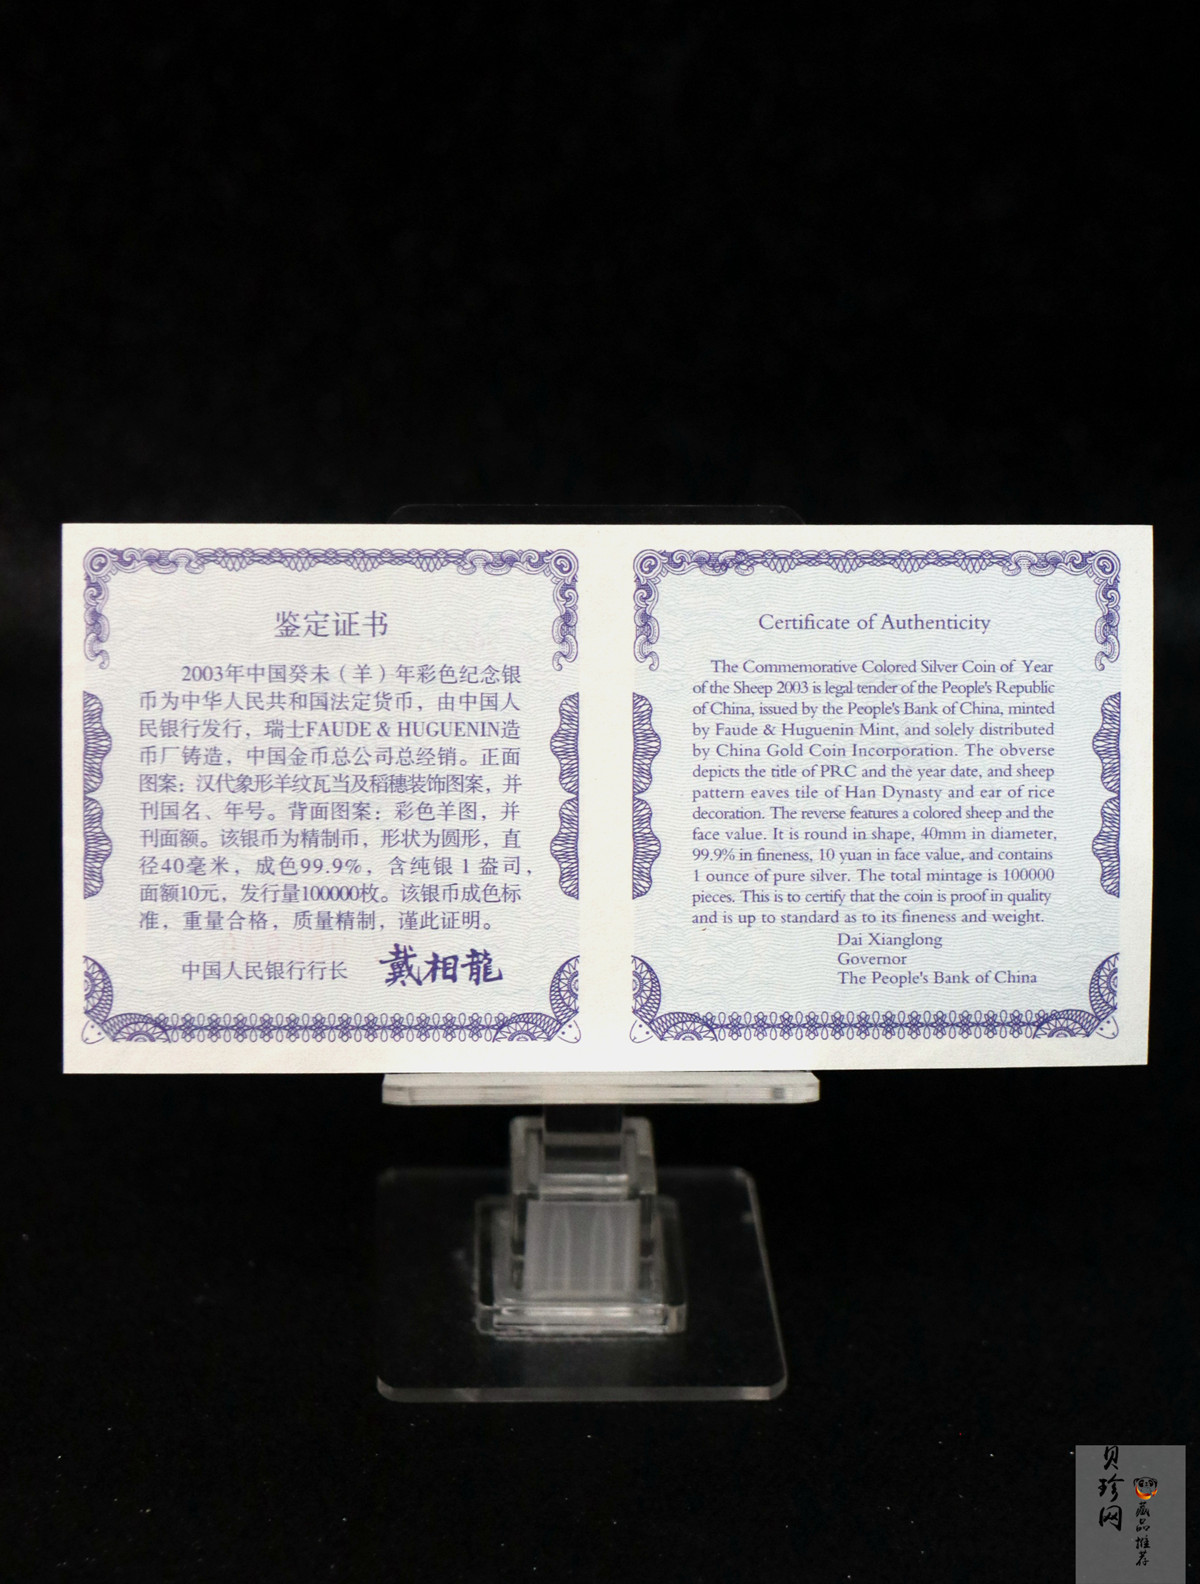 鉴定证书
2003年中国癸未（羊）年彩色纪念银
币为中华人民共和国法定货币，由中国人
民银行发行，瑞士FAUDE & HUGUENIN造
币厂铸造，中国金币总公司总经销。正面
图案：汉代象形羊纹瓦当及稻穗装饰图案，并
刊国名、年号。背面图案：彩色羊图，并
刊面额。该银币为精制币，形状为圆形，直
径40毫米，成色99.9%，含纯银1盎司，
面额10元，发行量100000枚。该银币成色标
准，重量合格，质量精制，谨此证明。
中国人民银行行长 戴相龍
Certificate of Authenticity
The Commemorative Colored Silver Coin of Year
of the Sheep 2003 is legal tender of the People's Republic
of China, issued by the People's Bank of China, minted
by Faude & Huguenin Mint, and solely distributed
by China Gold Coin Incorporation. The obverse
depicts the title of PRC and the year date, and sheep
pattern eaves tile of Han Dynasty and ear of rice
decoration. The reverse features a colored sheep and the
face value. It is round in shape, 40mm in diameter,
99.9% in fineness, 10 yuan in face value, and contains
1 ounce of pure silver. The total mintage is 100000
pieces. This is to certify that the coin is proof in quality
and is up to standard as to its fineness and weight.
Dai Xianglong
Governor
The People's Bank of China
贝珍网
藏品推荐